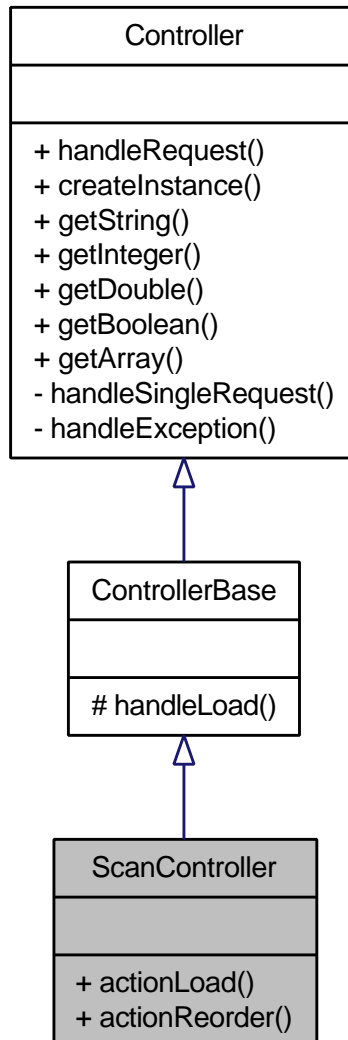 Controller
+ handleRequest()
+ createInstance()
+ getString()
+ getInteger()
+ getDouble()
+ getBoolean()
+ getArray()
- handleSingleRequest()
- handleException()
ControllerBase
# handleLoad()
ScanController
+ actionLoad()
+ actionReorder()